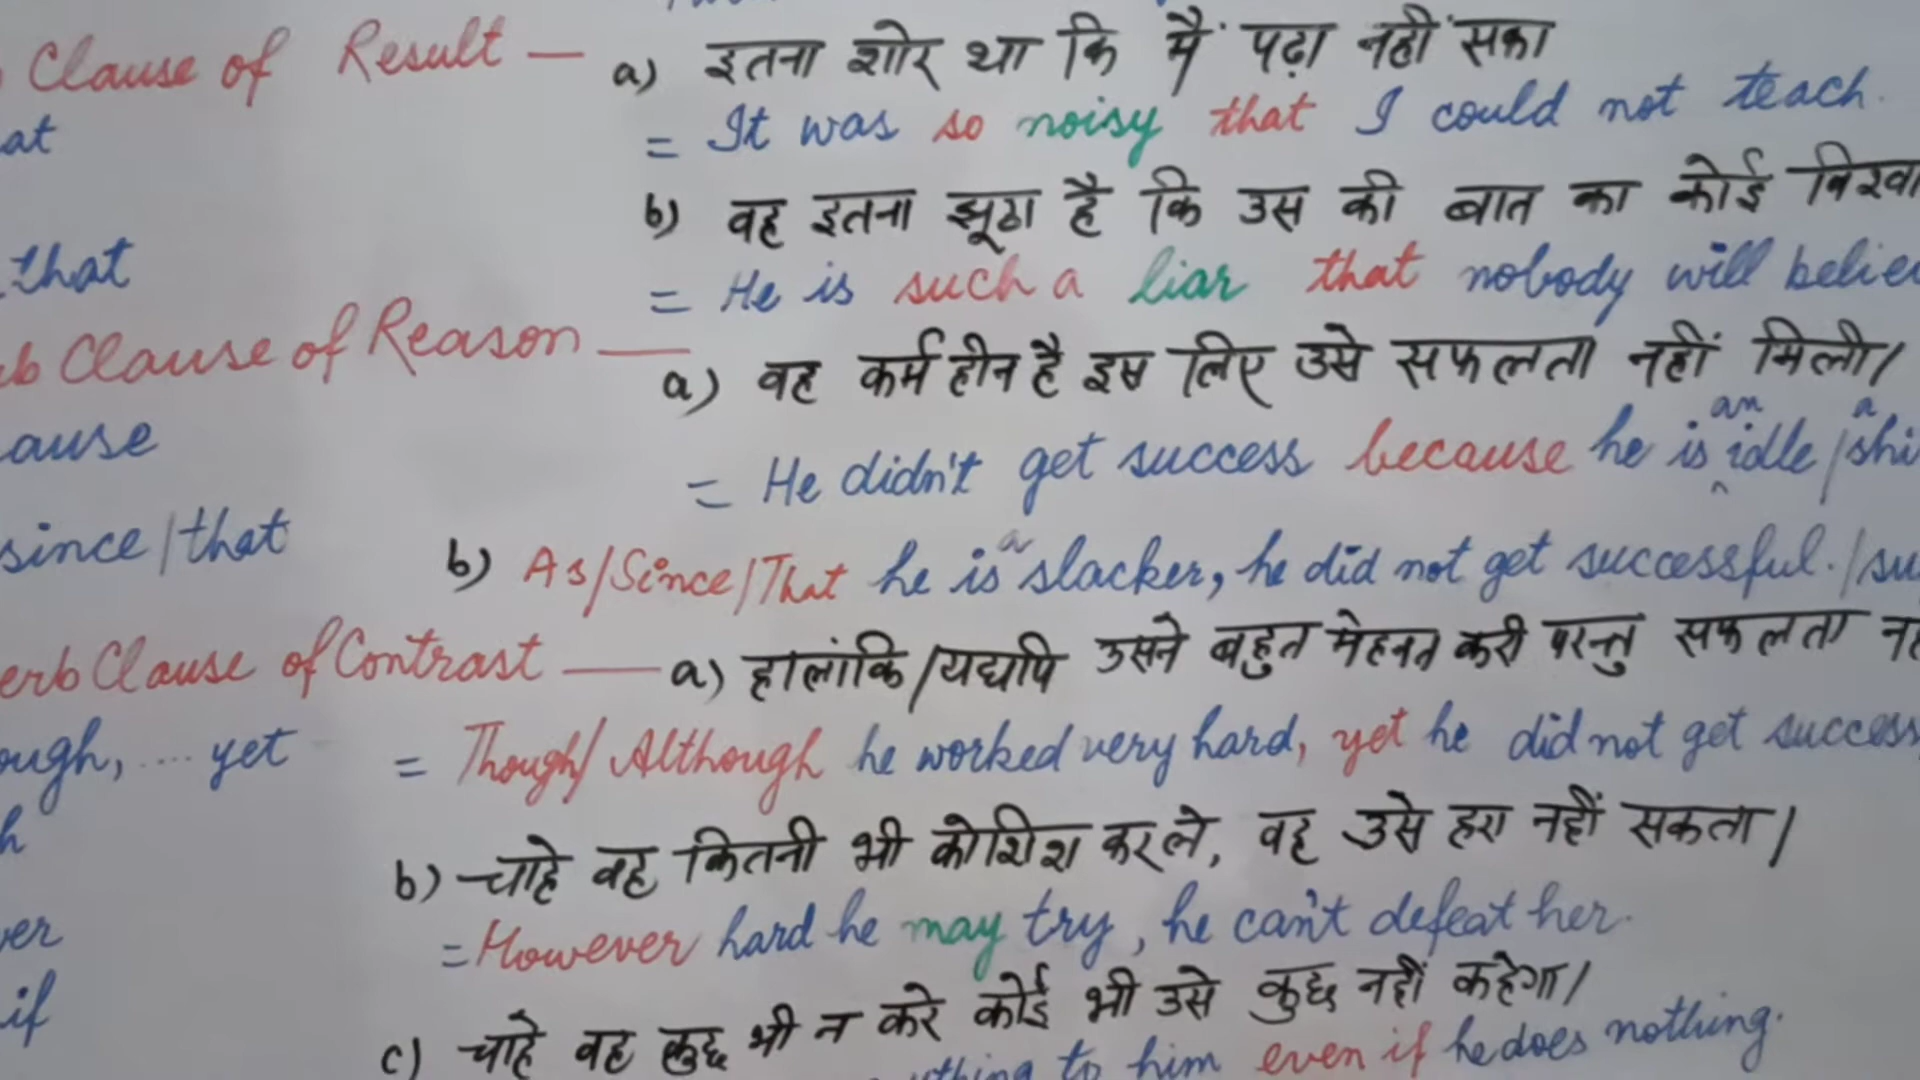 Clause of Result — a) इतना शोर था कि मैं पढ़ा नहीं सका
at = It was so noisy that I could not teach.
b) वह इतना झूठा है कि उस की बात का कोई
that = He is such a liar that nobody will
Clause of Reason — a) वह कर्महीन है इस लिए उसे सफलता नहीं मिली।
an a
ause = He didn't get success because he is idle /
since/that b) As/Since/That he is a slacker, he did not get successful. /
erb Clause of Contrast — a) हालांकि/यद्यपि उसने बहुत मेहनत करी परन्तु सफलता
ough, .... yet = Though/ Although he worked very hard, yet he did not get success
b) चाहे वह कितनी भी कोशिश करले, वह उसे हरा नहीं सकता।
er = However hard he may try, he can't defeat her.
if c) चाहे वह कुछ भी न करे कोई भी उसे कुछ नहीं कहेगा।
to him even if he does nothing.